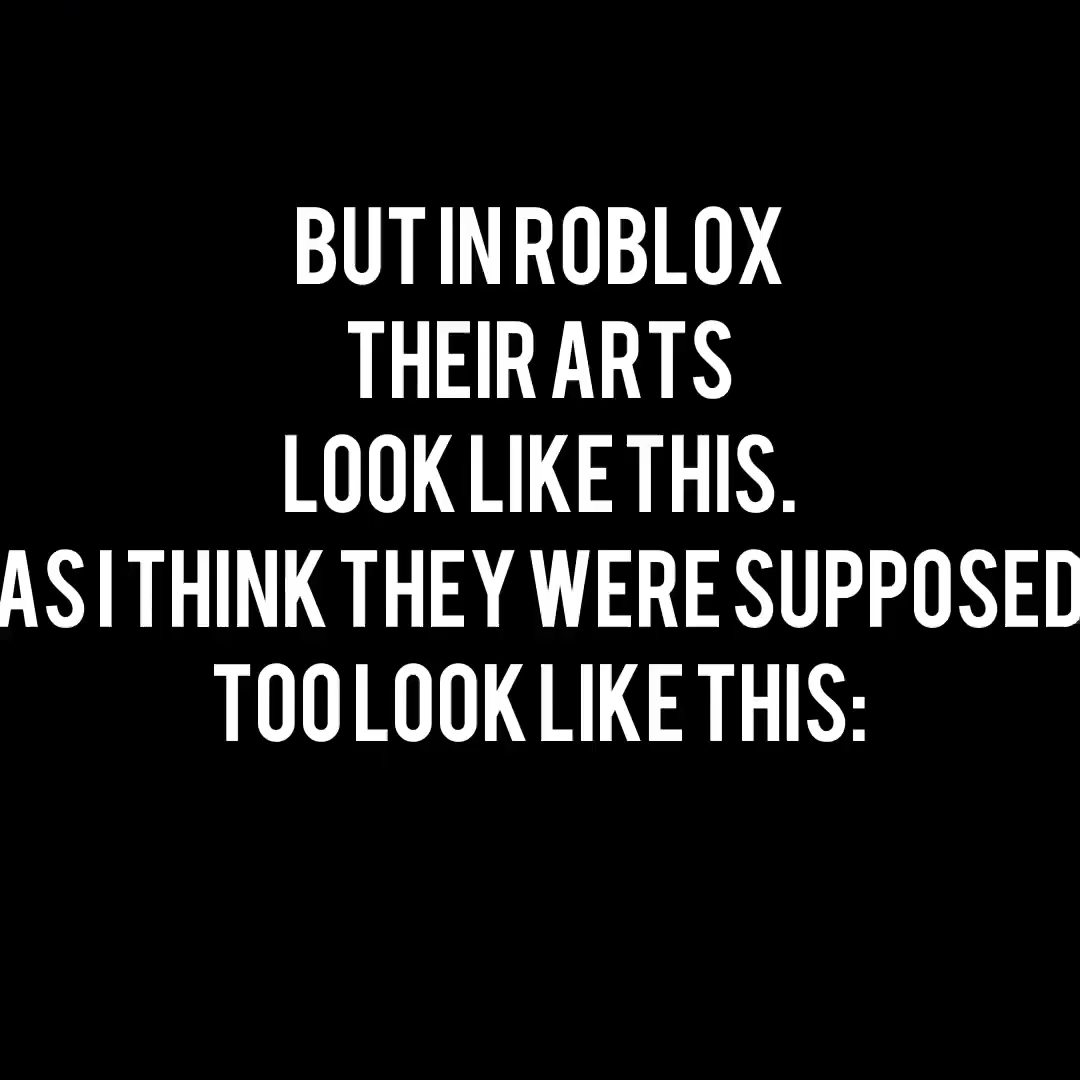 BUT IN ROBLOX
THEIR ARTS
LOOK LIKE THIS.
AS I THINK THEY WERE SUPPOSED
TOO LOOK LIKE THIS: